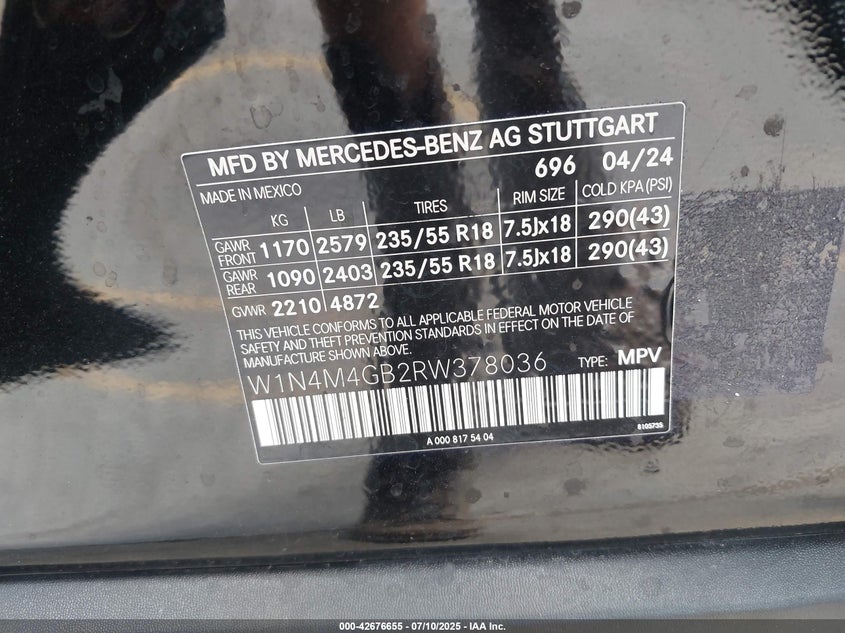 MFD BY MERCEDES-BENZ AG STUTTGART
696 04/24
MADE IN MEXICO
KG LB TIRES RIM SIZE COLD KPA(PSI)
GAWR FRONT 1170 2579 235/55 R18 7.5Jx18 290(43)
GAWR REAR 1090 2403 235/55 R18 7.5Jx18 290(43)
GVWR 2210 4872
THIS VEHICLE CONFORMS TO ALL APPLICABLE FEDERAL MOTOR VEHICLE
SAFETY AND THEFT PREVENTION STANDARDS IN EFFECT ON THE DATE OF
MANUFACTURE SHOWN ABOVE.
W1N4M4GB2RW378036 TYPE: MPV
A 000 817 54 04 8105735
000-42676655 - 07/10/2025 - IAA Inc.